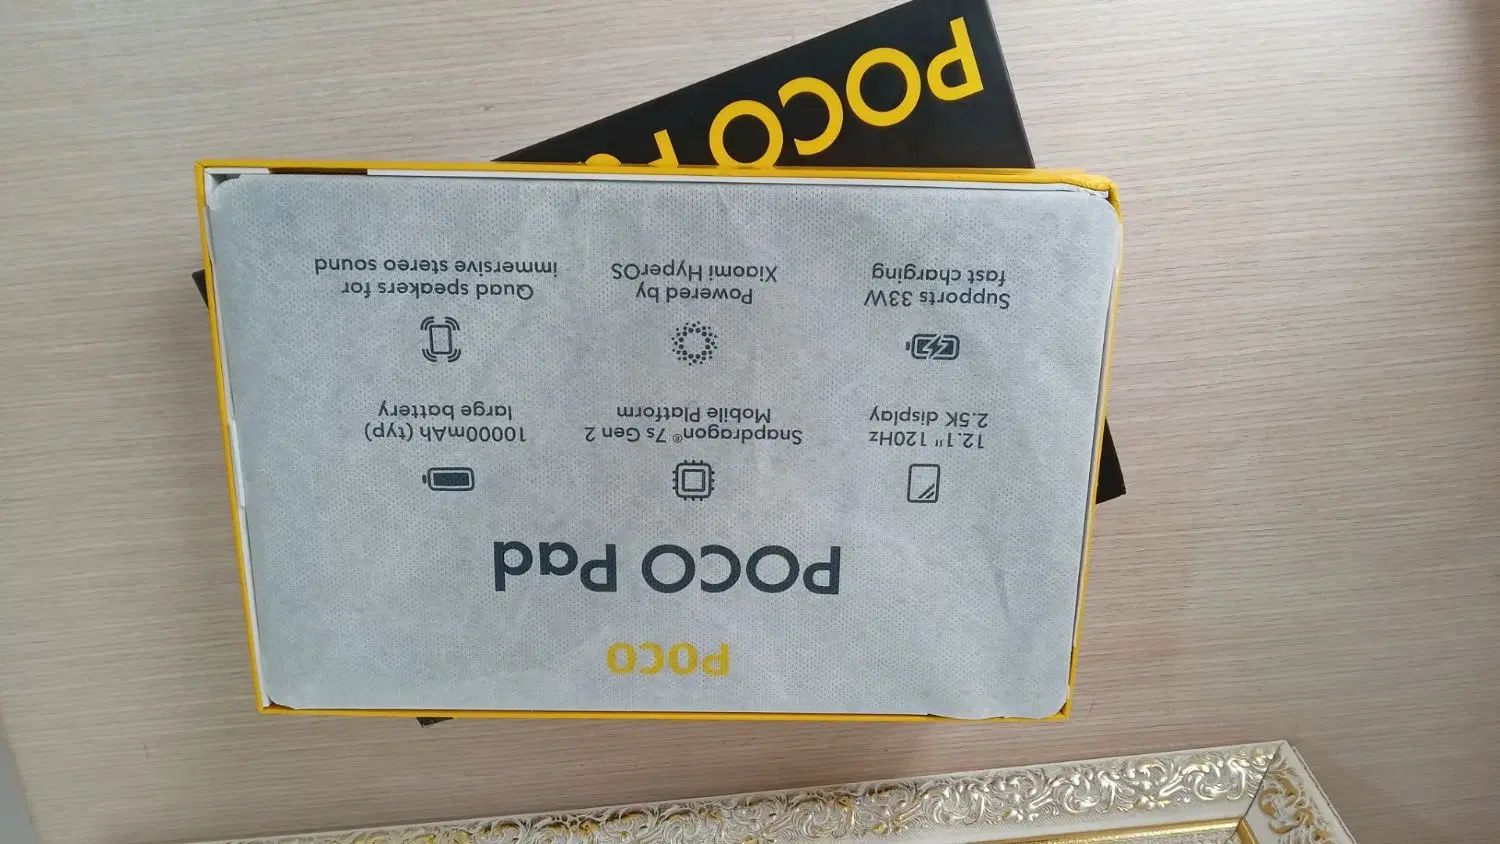 POCO
POCO Pad
12.1" 120Hz
2.5K display
Snapdragon® 7s Gen 2
Mobile Platform
10000mAh (typ)
large battery
Supports 33W
fast charging
Powered by
Xiaomi HyperOS
Quad speakers for
immersive stereo sound
POCO